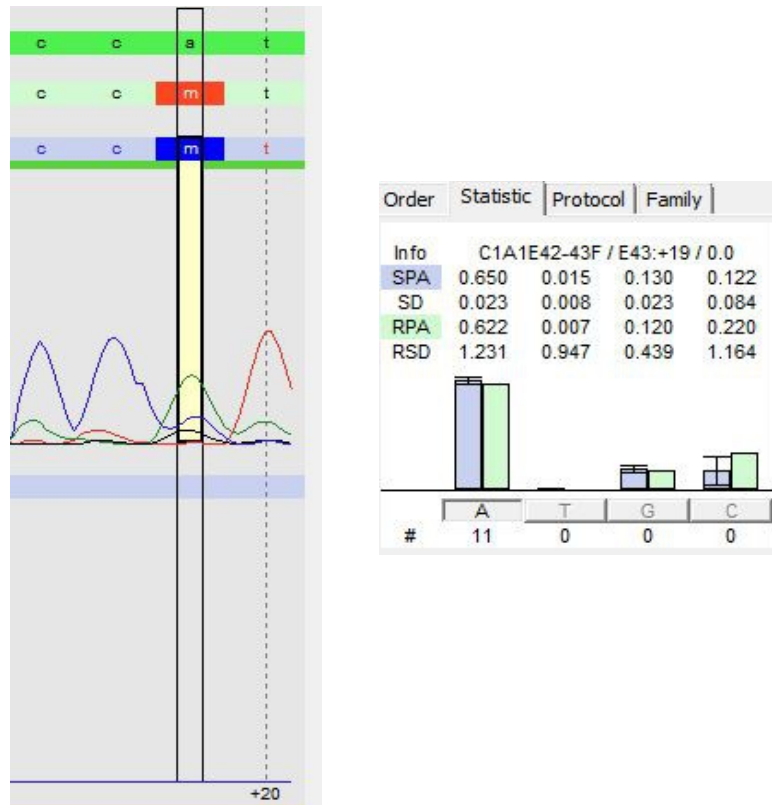 c c a t
c c m t
c c m t
+20
Order Statistic Protocol Family
Info C1A1E42-43F / E43:+19 / 0.0
SPA 0.650 0.015 0.130 0.122
SD 0.023 0.008 0.023 0.084
RPA 0.622 0.007 0.120 0.220
RSD 1.231 0.947 0.439 1.164
A T G C
# 11 0 0 0